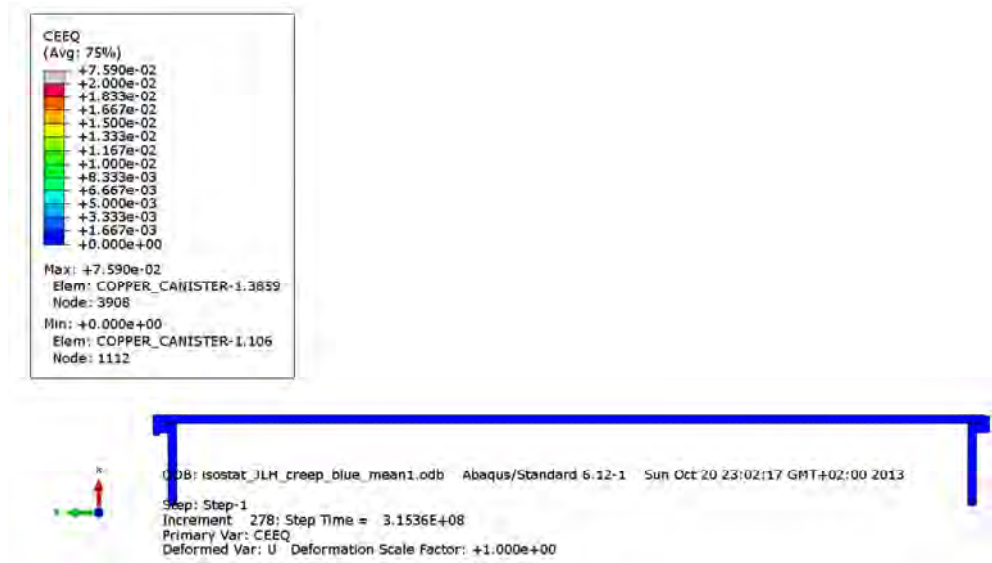 CEEQ
(Avg: 75%)
+7.590e-02
+2.000e-02
+1.833e-02
+1.667e-02
+1.500e-02
+1.333e-02
+1.167e-02
+1.000e-02
+8.333e-03
+6.667e-03
+5.000e-03
+3.333e-03
+1.667e-03
+0.000e+00
Max: +7.590e-02
Elem: COPPER_CANISTER-1.3859
Node: 3908
Min: +0.000e+00
Elem: COPPER_CANISTER-1.106
Node: 1112
ODB: isostat_JLH_creep_blue_mean1.odb Abaqus/Standard 6.12-1 Sun Oct 20 23:02:17 GMT+02:00 2013
Step: Step-1
Increment 278: Step Time = 3.1536E+08
Primary Var: CEEQ
Deformed Var: U Deformation Scale Factor: +1.000e+00